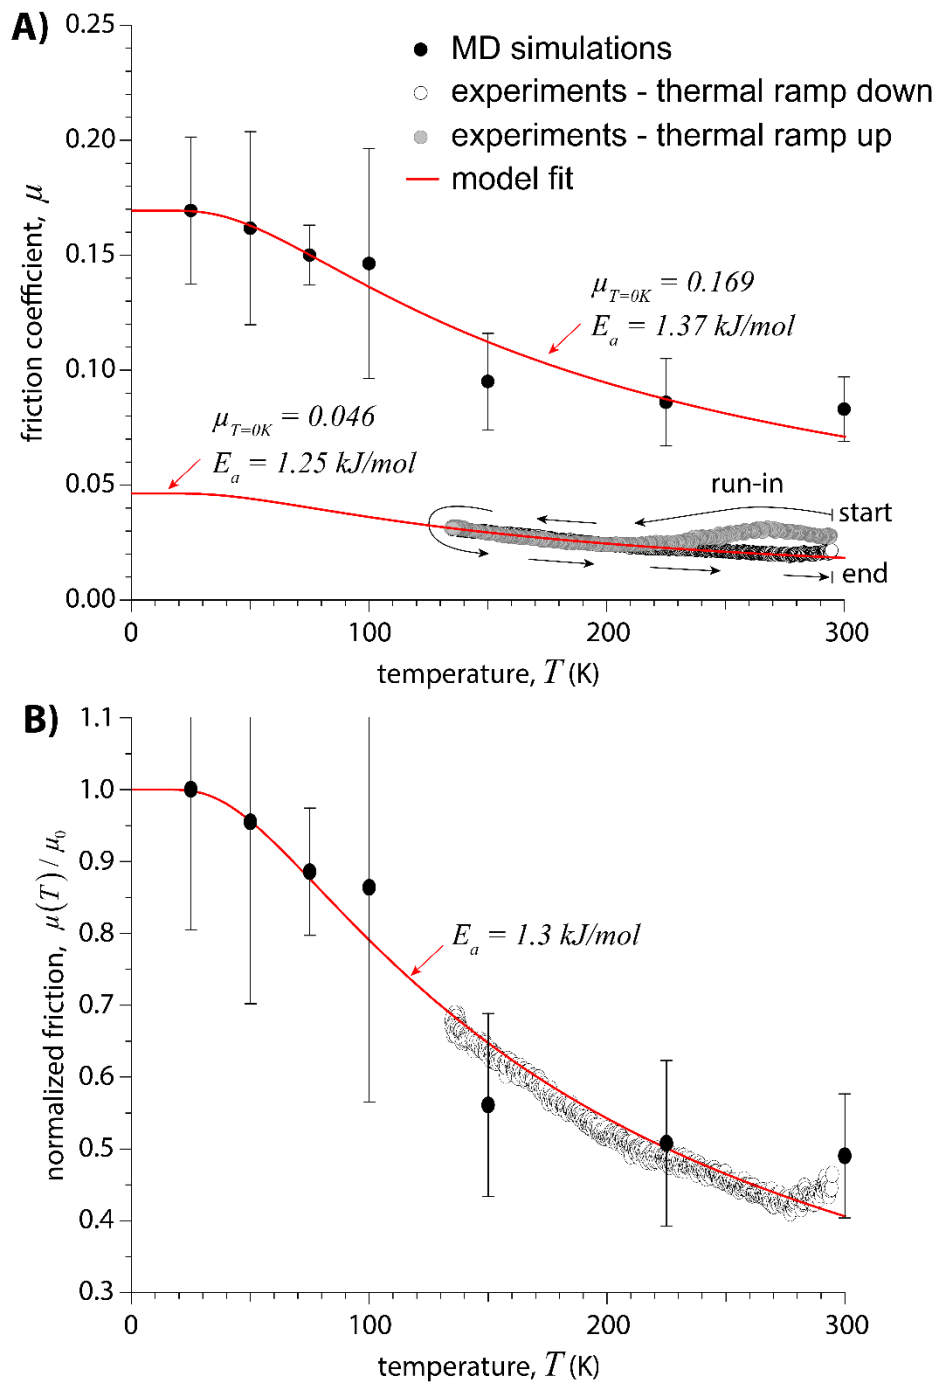 A)
0.25
0.20
0.15
0.10
0.05
0.00
friction coefficient, μ
MD simulations
experiments - thermal ramp down
experiments - thermal ramp up
model fit
μT=0K = 0.169
Ea = 1.37 kJ/mol
μT=0K = 0.046
Ea = 1.25 kJ/mol
run-in
start
end
0 100 200 300
temperature, T (K)
B)
1.1
1.0
0.9
0.8
0.7
0.6
0.5
0.4
0.3
normalized friction, μ(T) / μ0
Ea = 1.3 kJ/mol
0 100 200 300
temperature, T (K)